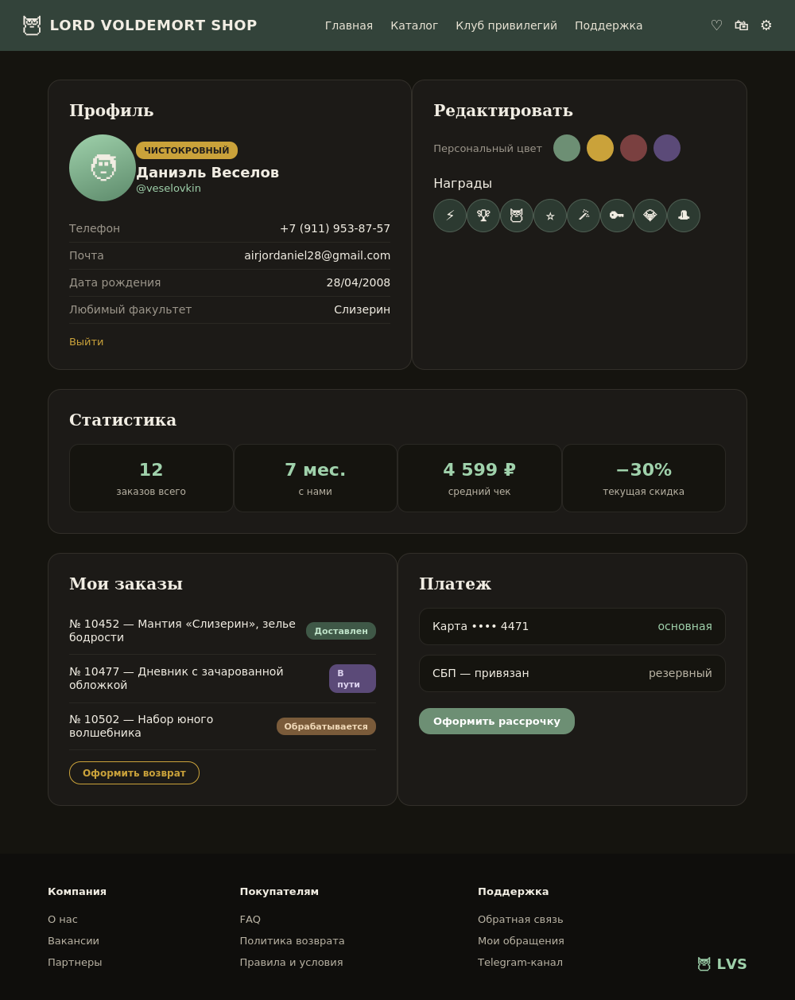 LORD VOLDEMORT SHOP
Главная
Каталог
Клуб привилегий
Поддержка
Профиль
ЧИСТОКРОВНЫЙ
Даниэль Веселов
@veselovkin
Телефон +7 (911) 953-87-57
Почта airjordaniel28@gmail.com
Дата рождения 28/04/2008
Любимый факультет Слизерин
Выйти
Редактировать
Персональный цвет
Награды
Статистика
12
заказов всего
7 мес.
с нами
4 599 ₽
средний чек
−30%
текущая скидка
Мои заказы
№ 10452 — Мантия «Слизерин», зелье
бодрости
Доставлен
№ 10477 — Дневник с зачарованной
обложкой
В
пути
№ 10502 — Набор юного
волшебника
Обрабатывается
Оформить возврат
Платеж
Карта •••• 4471 основная
СБП — привязан резервный
Оформить рассрочку
Компания
О нас
Вакансии
Партнеры
Покупателям
FAQ
Политика возврата
Правила и условия
Поддержка
Обратная связь
Мои обращения
Telegram-канал
LVS